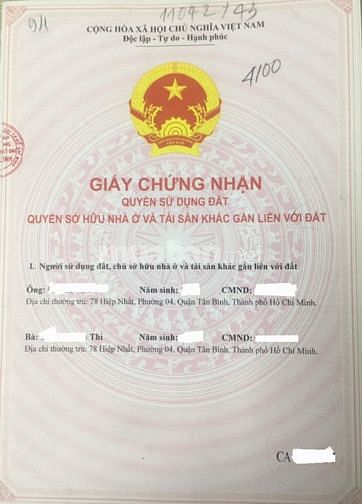 911
11042143
CỘNG HÒA XÃ HỘI CHỦ NGHĨA VIỆT NAM
Độc lập - Tự do - Hạnh phúc
4100
GIẤY CHỨNG NHẬN
QUYỀN SỬ DỤNG ĐẤT
QUYỀN SỞ HỮU NHÀ Ở VÀ TÀI SẢN KHÁC GẮN LIỀN VỚI ĐẤT
I. Người sử dụng đất, chủ sở hữu nhà ở và tài sản khác gắn liền với đất
Ông: Năm sinh: CMND:
Địa chỉ thường trú: 78 Hiệp Nhất, Phường 04, Quận Tân Bình, Thành phố Hồ Chí Minh.
Bà: Thi Năm sinh: CMND:
Địa chỉ thường trú: 78 Hiệp Nhất, Phường 04, Quận Tân Bình, Thành phố Hồ Chí Minh.
CA